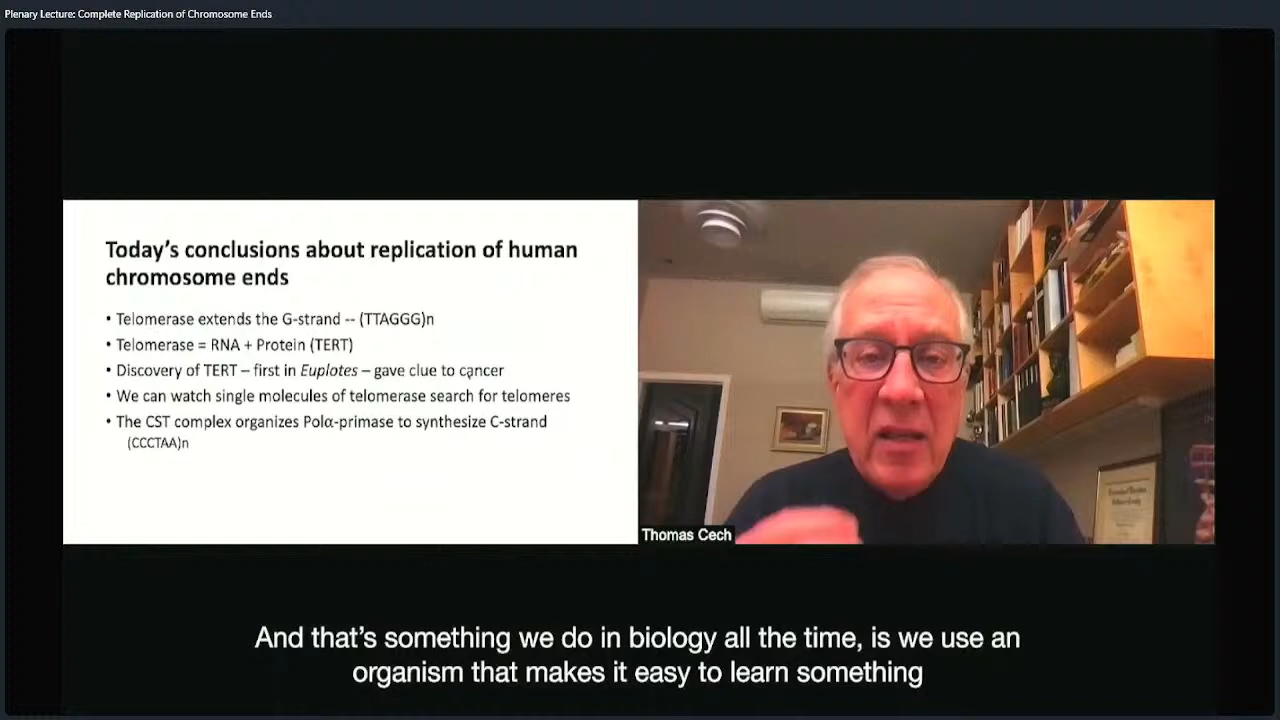 Plenary Lecture: Complete Replication of Chromosome Ends
Today's conclusions about replication of human
chromosome ends
• Telomerase extends the G-strand -- (TTAGGG)n
• Telomerase = RNA + Protein (TERT)
• Discovery of TERT – first in Euplotes – gave clue to cancer
• We can watch single molecules of telomerase search for telomeres
• The CST complex organizes Polα-primase to synthesize C-strand
(CCCTAA)n
Thomas Cech
And that's something we do in biology all the time, is we use an
organism that makes it easy to learn something